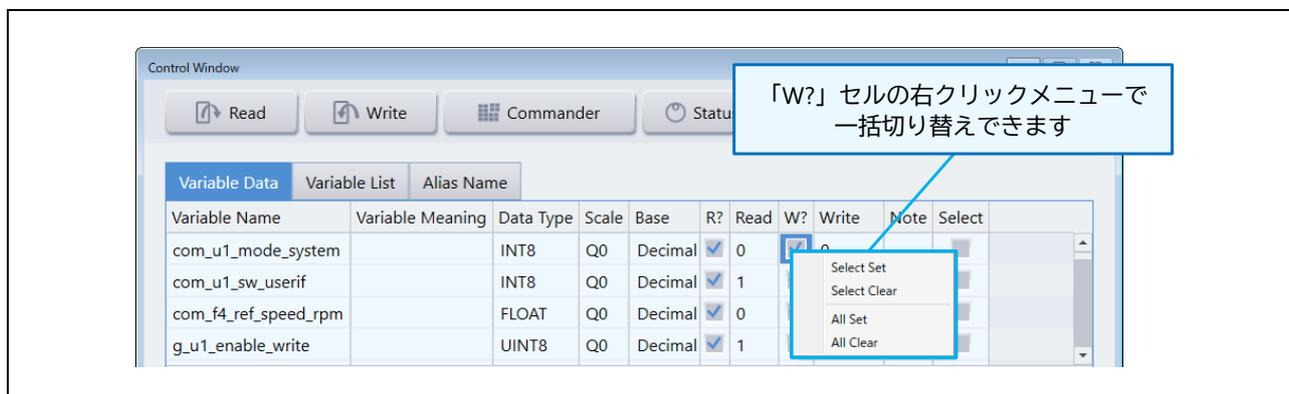 Control Window
「W?」セルの右クリックメニューで
一括切り替えできます
Read Write Commander
Variable Data Variable List Alias Name
Variable Name Variable Meaning Data Type Scale Base R? Read W? Write Note Select
com_u1_mode_system INT8 Q0 Decimal 0
com_u1_sw_userif INT8 Q0 Decimal 1
com_f4_ref_speed_rpm FLOAT Q0 Decimal 0
g_u1_enable_write UINT8 Q0 Decimal 1
Select Set
Select Clear
All Set
All Clear